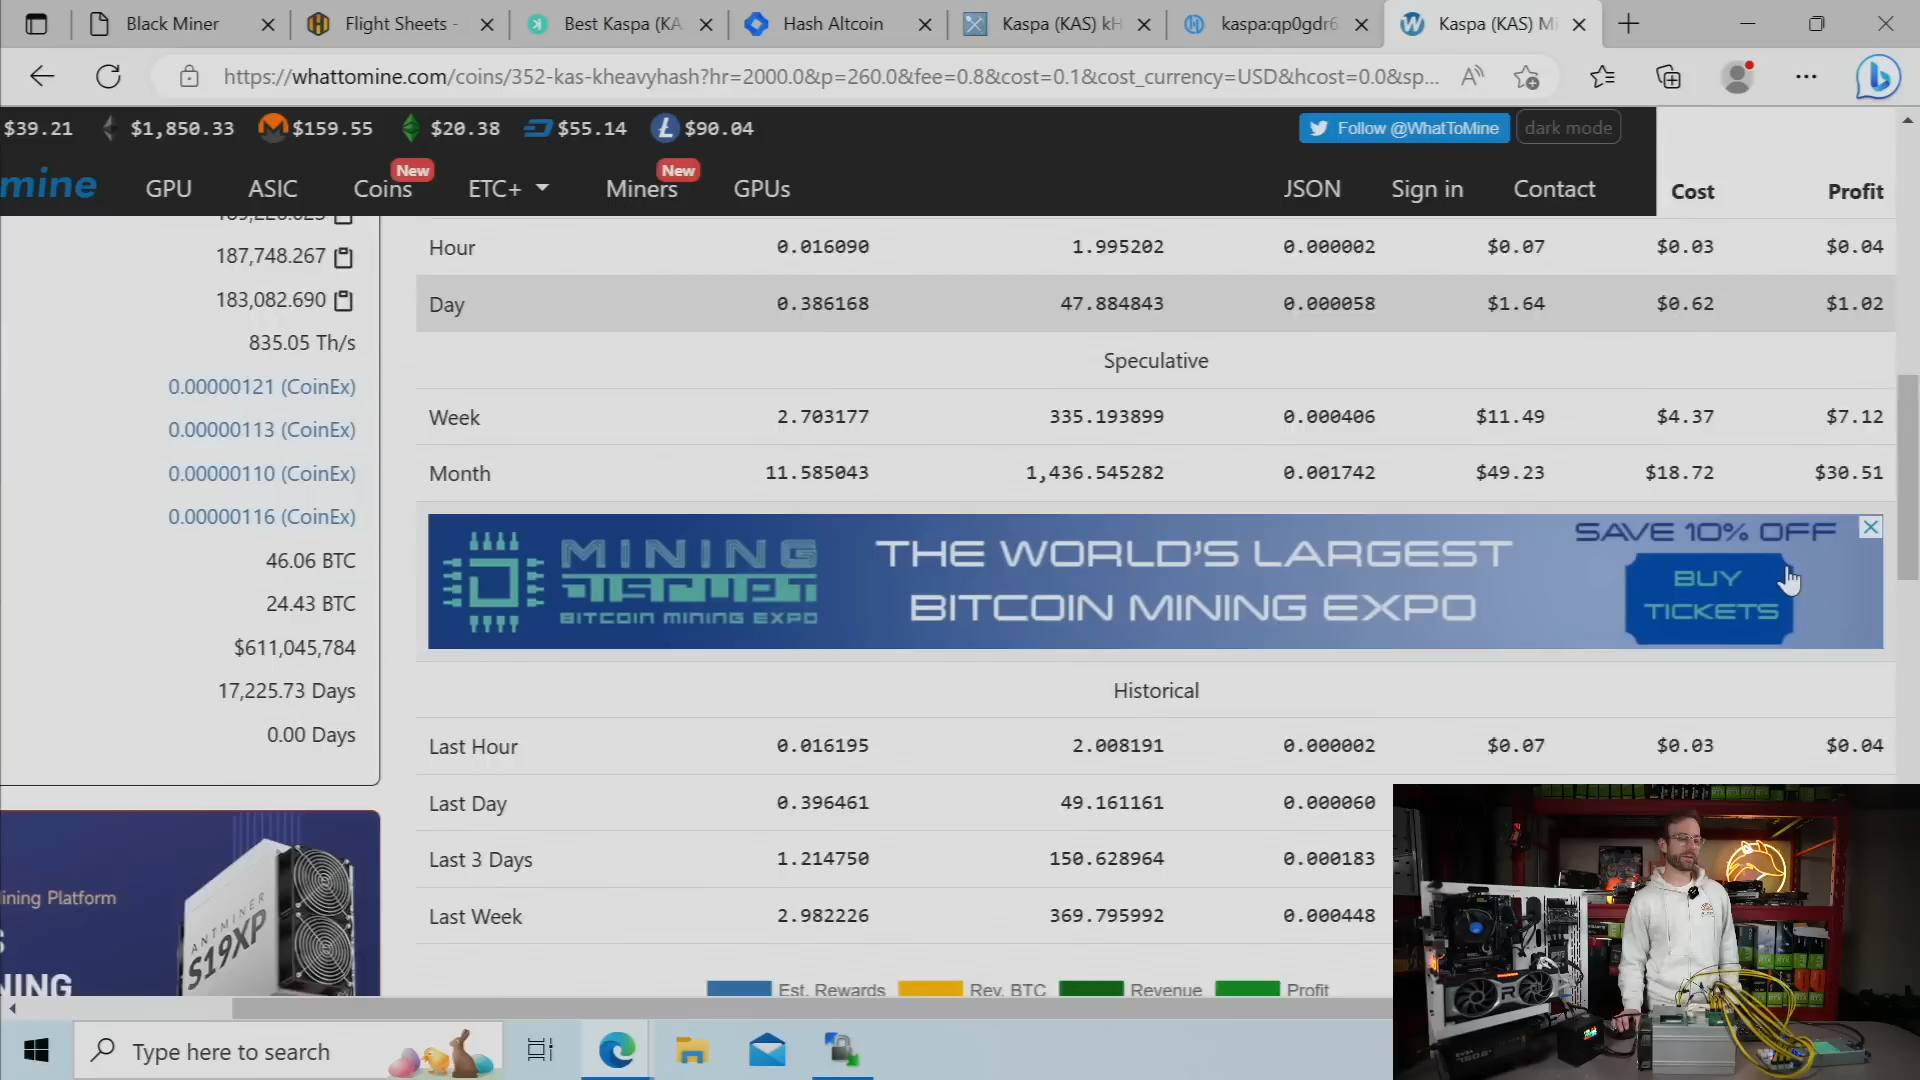 Black Miner
Flight Sheets -
Best Kaspa (KA
Hash Altcoin
Kaspa (KAS) kH
kaspa:qp0gdr6
Kaspa (KAS) Mi
https://whattomine.com/coins/352-kas-kheavyhash?hr=2000.0&p=260.0&fee=0.8&cost=0.1&cost_currency=USD&hcost=0.0&sp...
$39.21 $1,850.33 $159.55 $20.38 $55.14 $90.04
Follow @WhatToMine
dark mode
mine GPU ASIC Coins New ETC+ Miners New GPUs JSON Sign in Contact Cost Profit
187,748.267
183,082.690
835.05 Th/s
0.00000121 (CoinEx)
0.00000113 (CoinEx)
0.00000110 (CoinEx)
0.00000116 (CoinEx)
46.06 BTC
24.43 BTC
$611,045,784
17,225.73 Days
0.00 Days
Hour 0.016090 1.995202 0.000002 $0.07 $0.03 $0.04
Day 0.386168 47.884843 0.000058 $1.64 $0.62 $1.02
Speculative
Week 2.703177 335.193899 0.000406 $11.49 $4.37 $7.12
Month 11.585043 1,436.545282 0.001742 $49.23 $18.72 $30.51
MINING
BITCOIN MINING EXPO
THE WORLD'S LARGEST
BITCOIN MINING EXPO
SAVE 10% OFF
BUY
TICKETS
Historical
Last Hour 0.016195 2.008191 0.000002 $0.07 $0.03 $0.04
Last Day 0.396461 49.161161 0.000060
Last 3 Days 1.214750 150.628964 0.000183
Last Week 2.982226 369.795992 0.000448
Est. Rewards Rev. BTC Revenue Profit
ining Platform
ANTMINER
S19XP
NING
Type here to search